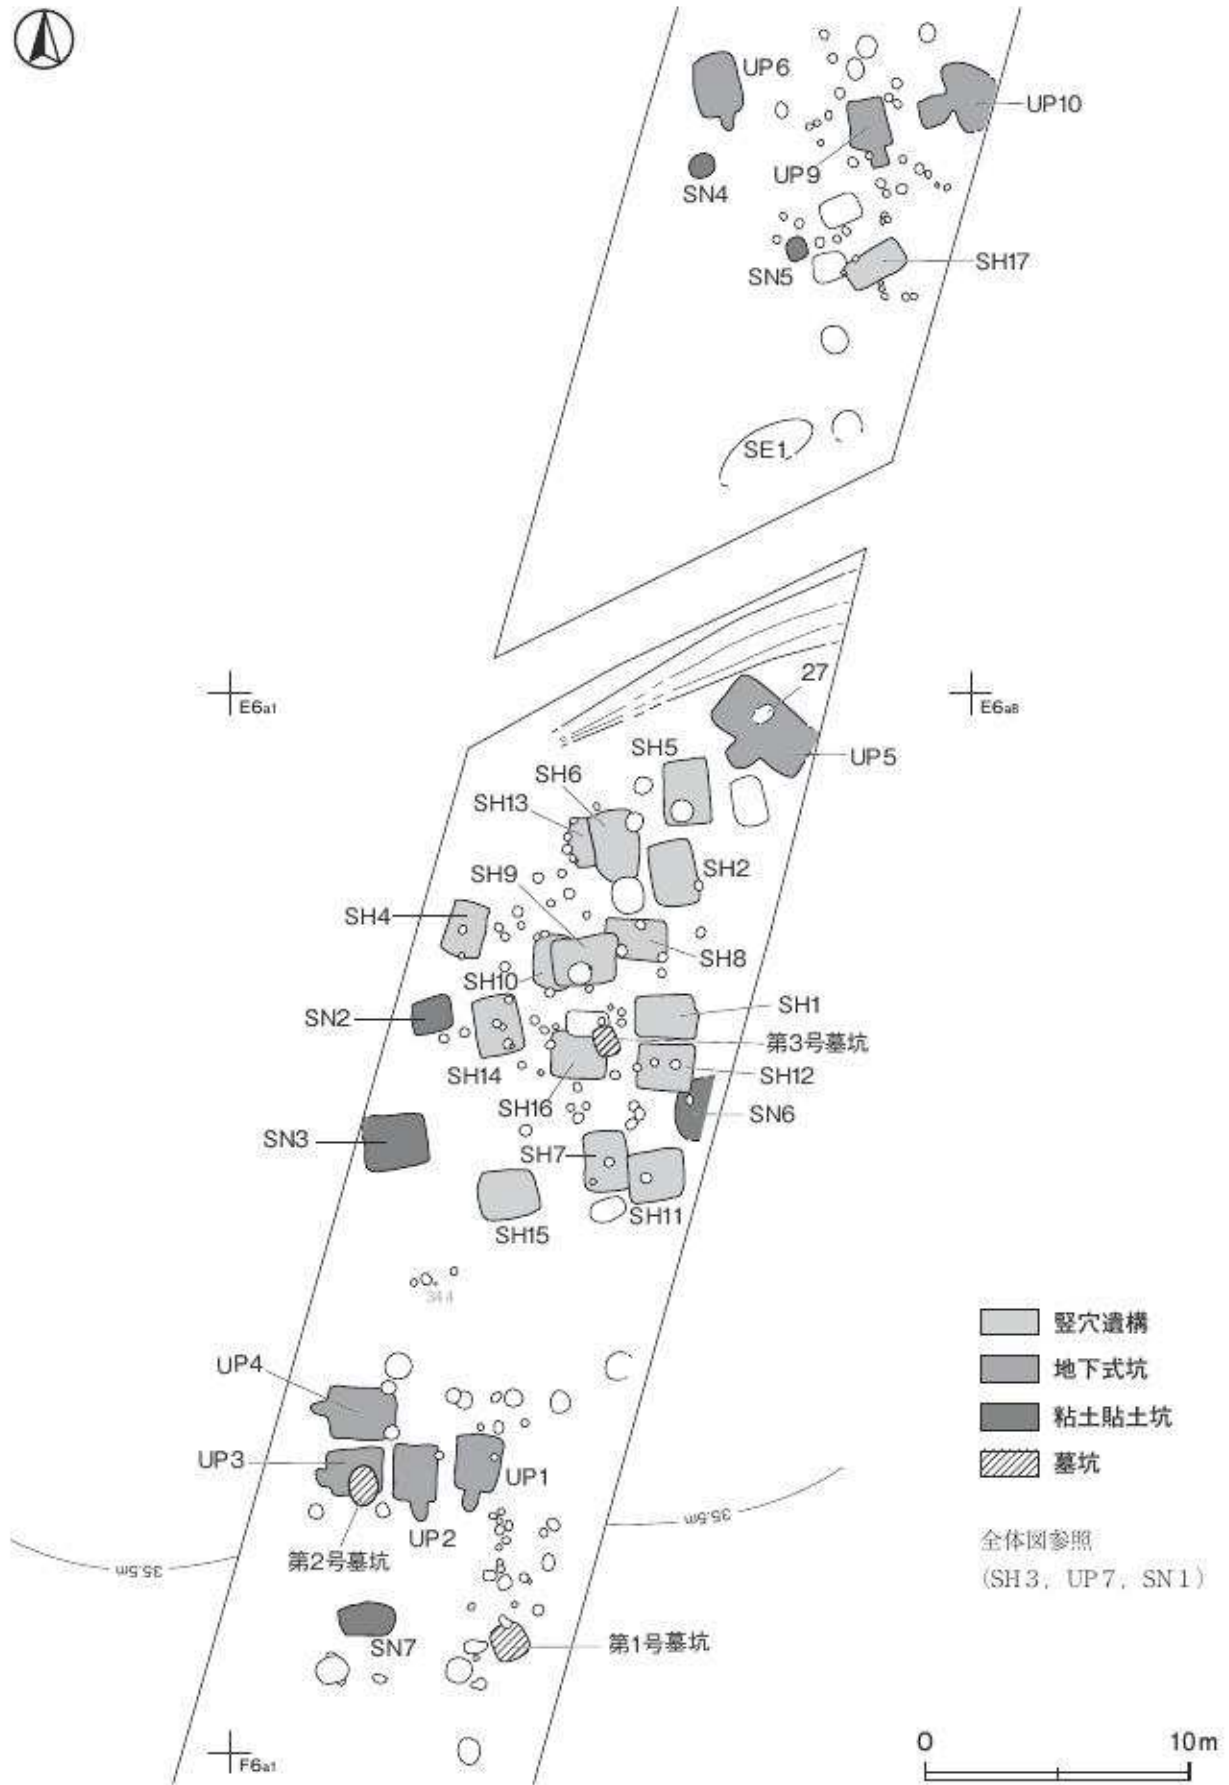 UP6
UP10
UP9
SN4
SN5
SH17
SE1
E6a1
E6a8
27
UP5
SH5
SH6
SH13
SH2
SH9
SH4
SH8
SH10
SH1
SN2
第3号墓坑
SH14
SH12
SH16
SN6
SN3
SH7
SH11
SH15
344
竪穴遺構
地下式坑
粘土貼土坑
墓坑
UP4
UP3
UP1
UP2
35.5m
35.5m
第2号墓坑
全体図参照
(SH3, UP7, SN1)
SN7
第1号墓坑
F6a1
0 10m